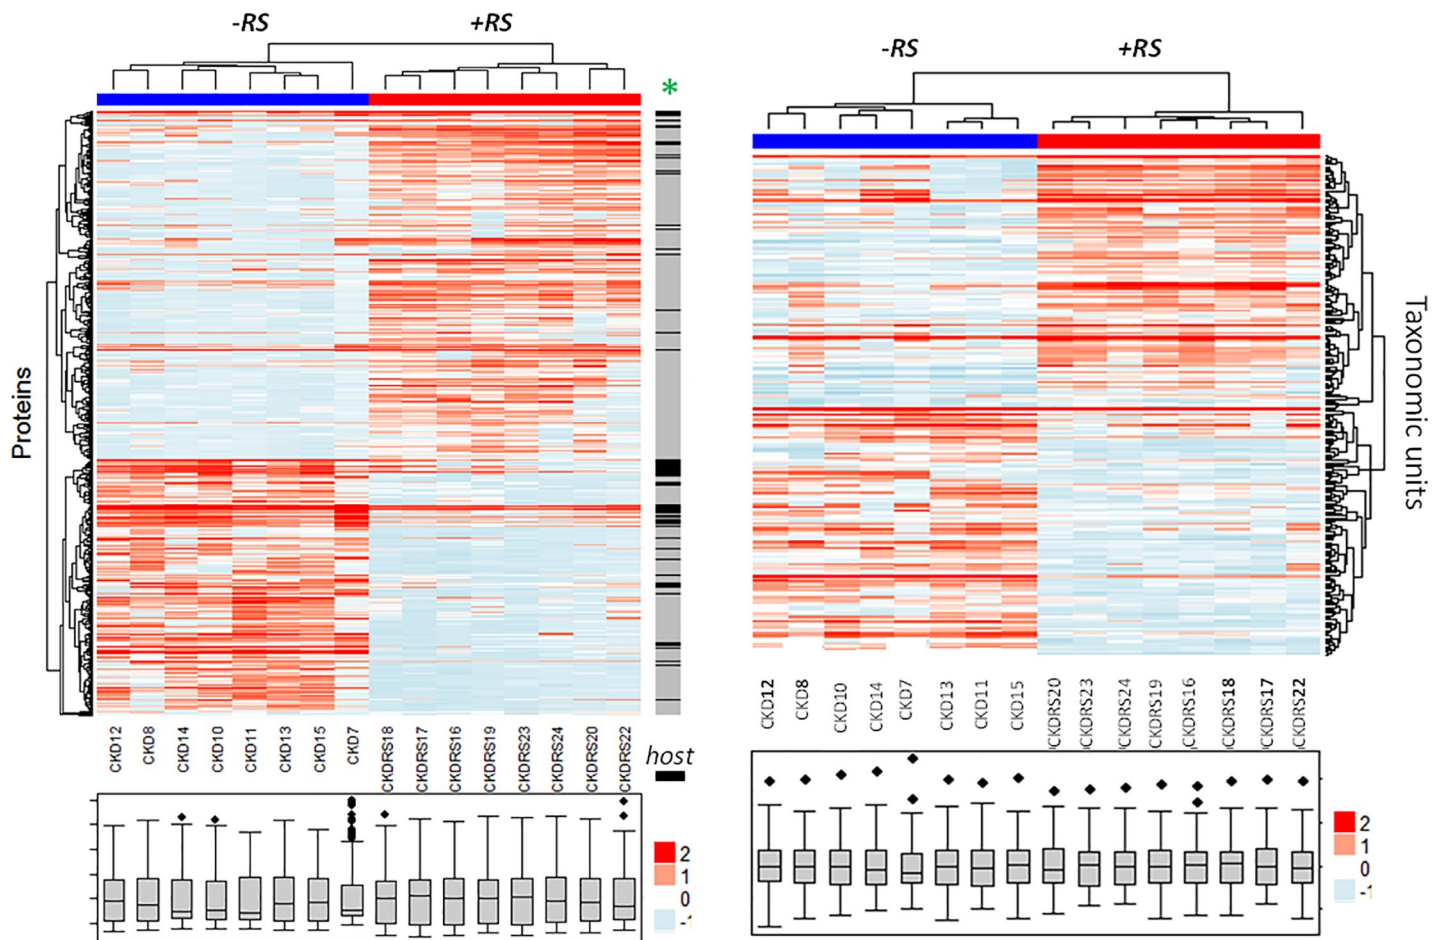 -RS
+RS
*
Proteins
CKD12
CKD8
CKD14
CKD10
CKD11
CKD13
CKD15
CKD7
CKDRS18
CKDRS17
CKDRS16
CKDRS19
CKDRS23
CKDRS24
CKDRS20
CKDRS22
host
2
1
0
-1
-RS
+RS
Taxonomic units
CKD12
CKD8
CKD10
CKD14
CKD7
CKD13
CKD11
CKD15
CKDRS20
CKDRS23
CKDRS24
CKDRS19
CKDRS16
CKDRS18
CKDRS17
CKDRS22
2
1
0
-1